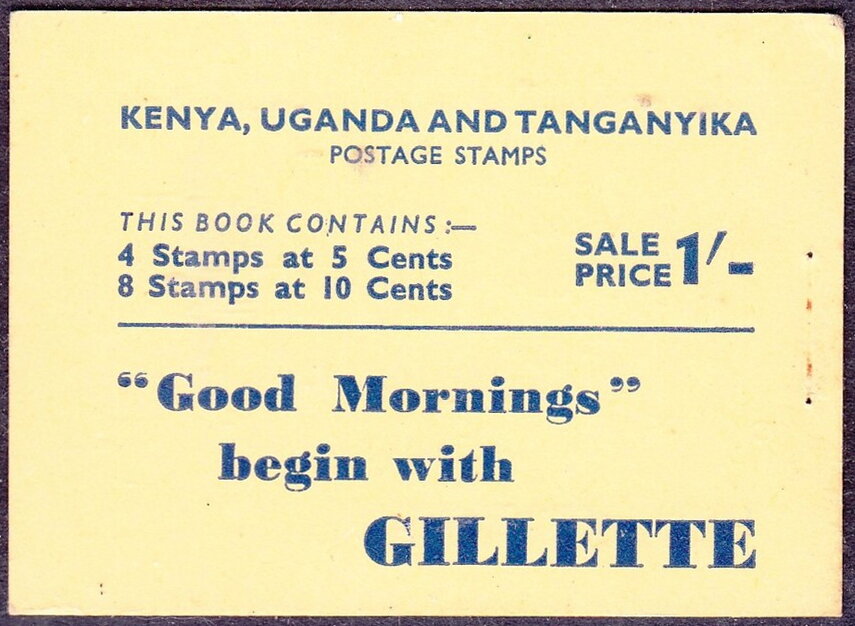 KENYA, UGANDA AND TANGANYIKA
POSTAGE STAMPS
THIS BOOK CONTAINS:—
4 Stamps at 5 Cents
8 Stamps at 10 Cents
SALE
PRICE 1/-
"Good Mornings"
begin with
GILLETTE